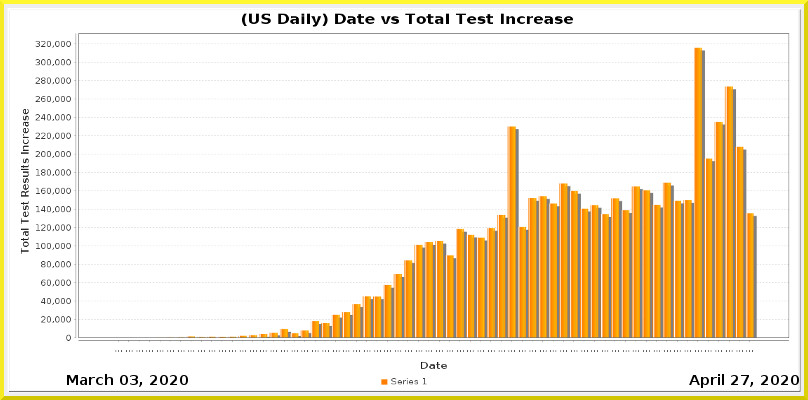 (US Daily) Date vs Total Test Increase
Total Test Results Increase
320,000
300,000
280,000
260,000
240,000
220,000
200,000
180,000
160,000
140,000
120,000
100,000
80,000
60,000
40,000
20,000
0
Date
March 03, 2020
Series 1
April 27, 2020